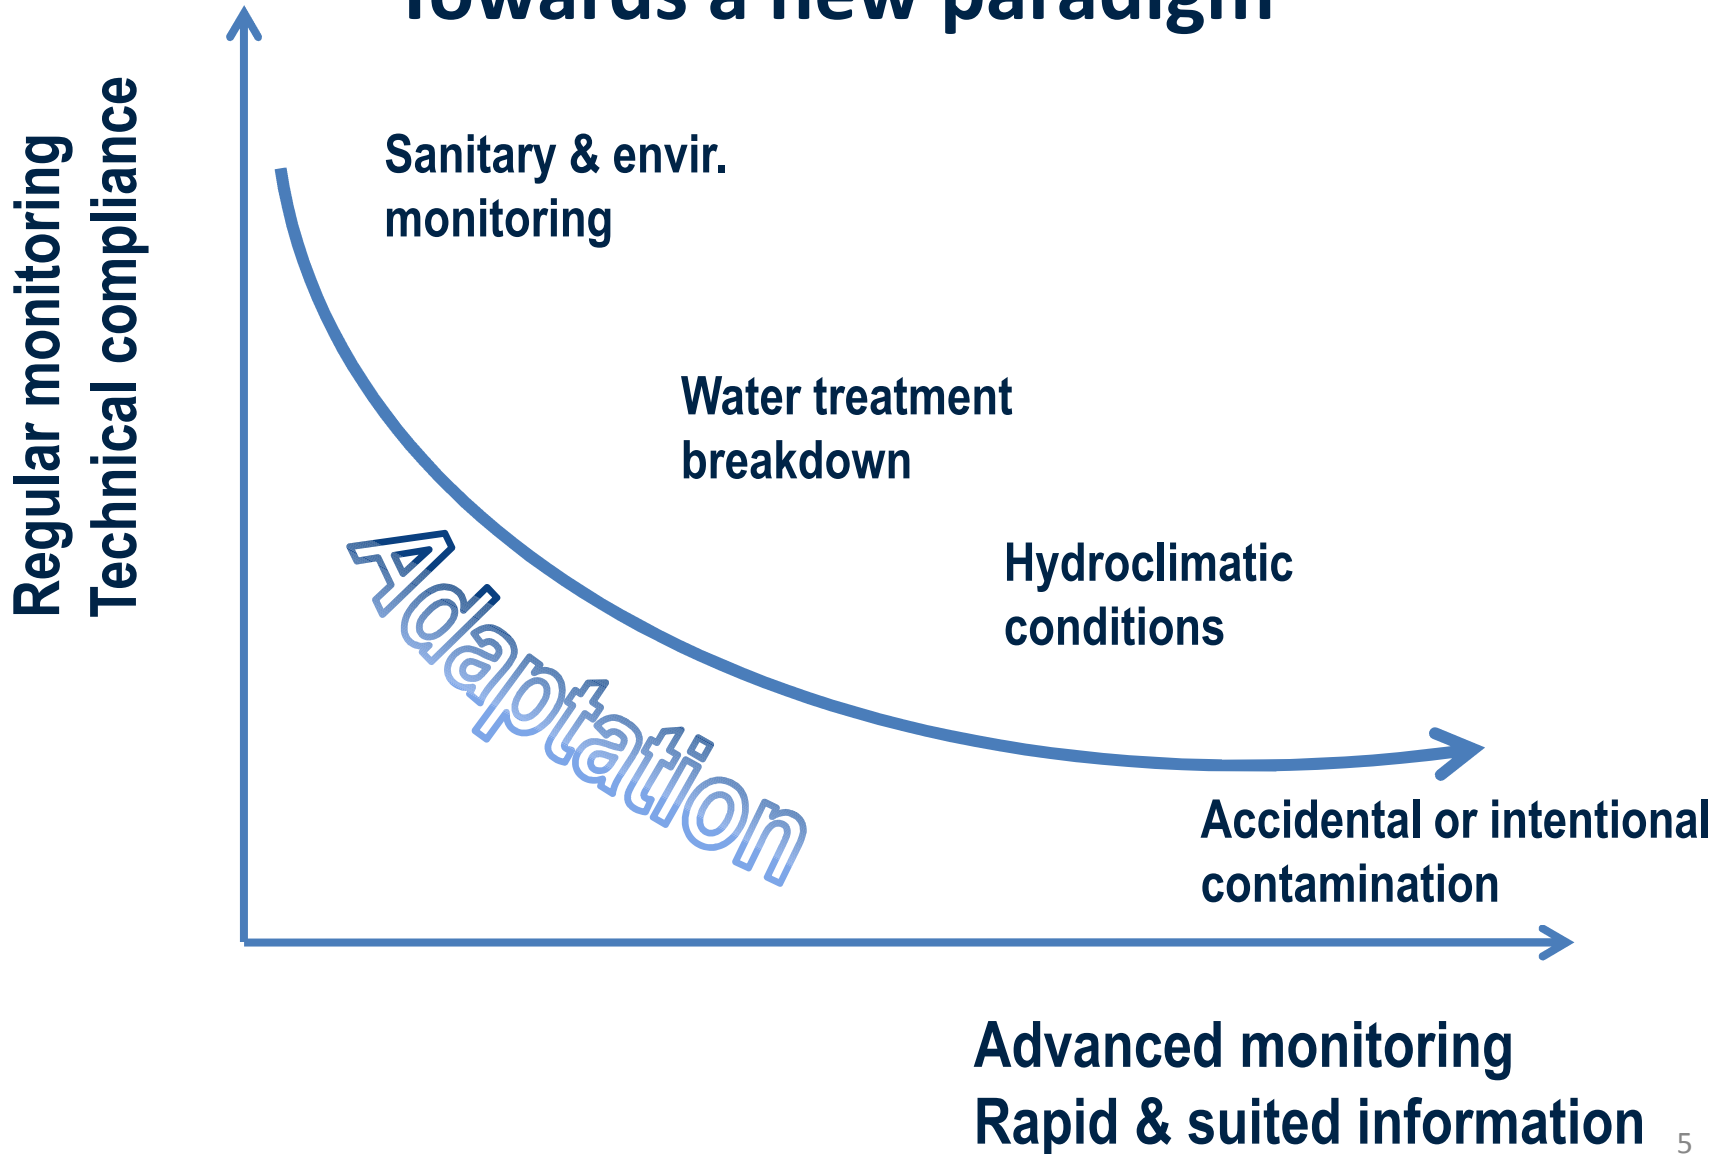 Towards a new paradigm
Regular monitoring
Technical compliance
Sanitary & envir.
monitoring
Water treatment
breakdown
Hydroclimatic
conditions
Adaptation
Accidental or intentional
contamination
Advanced monitoring
Rapid & suited information
5